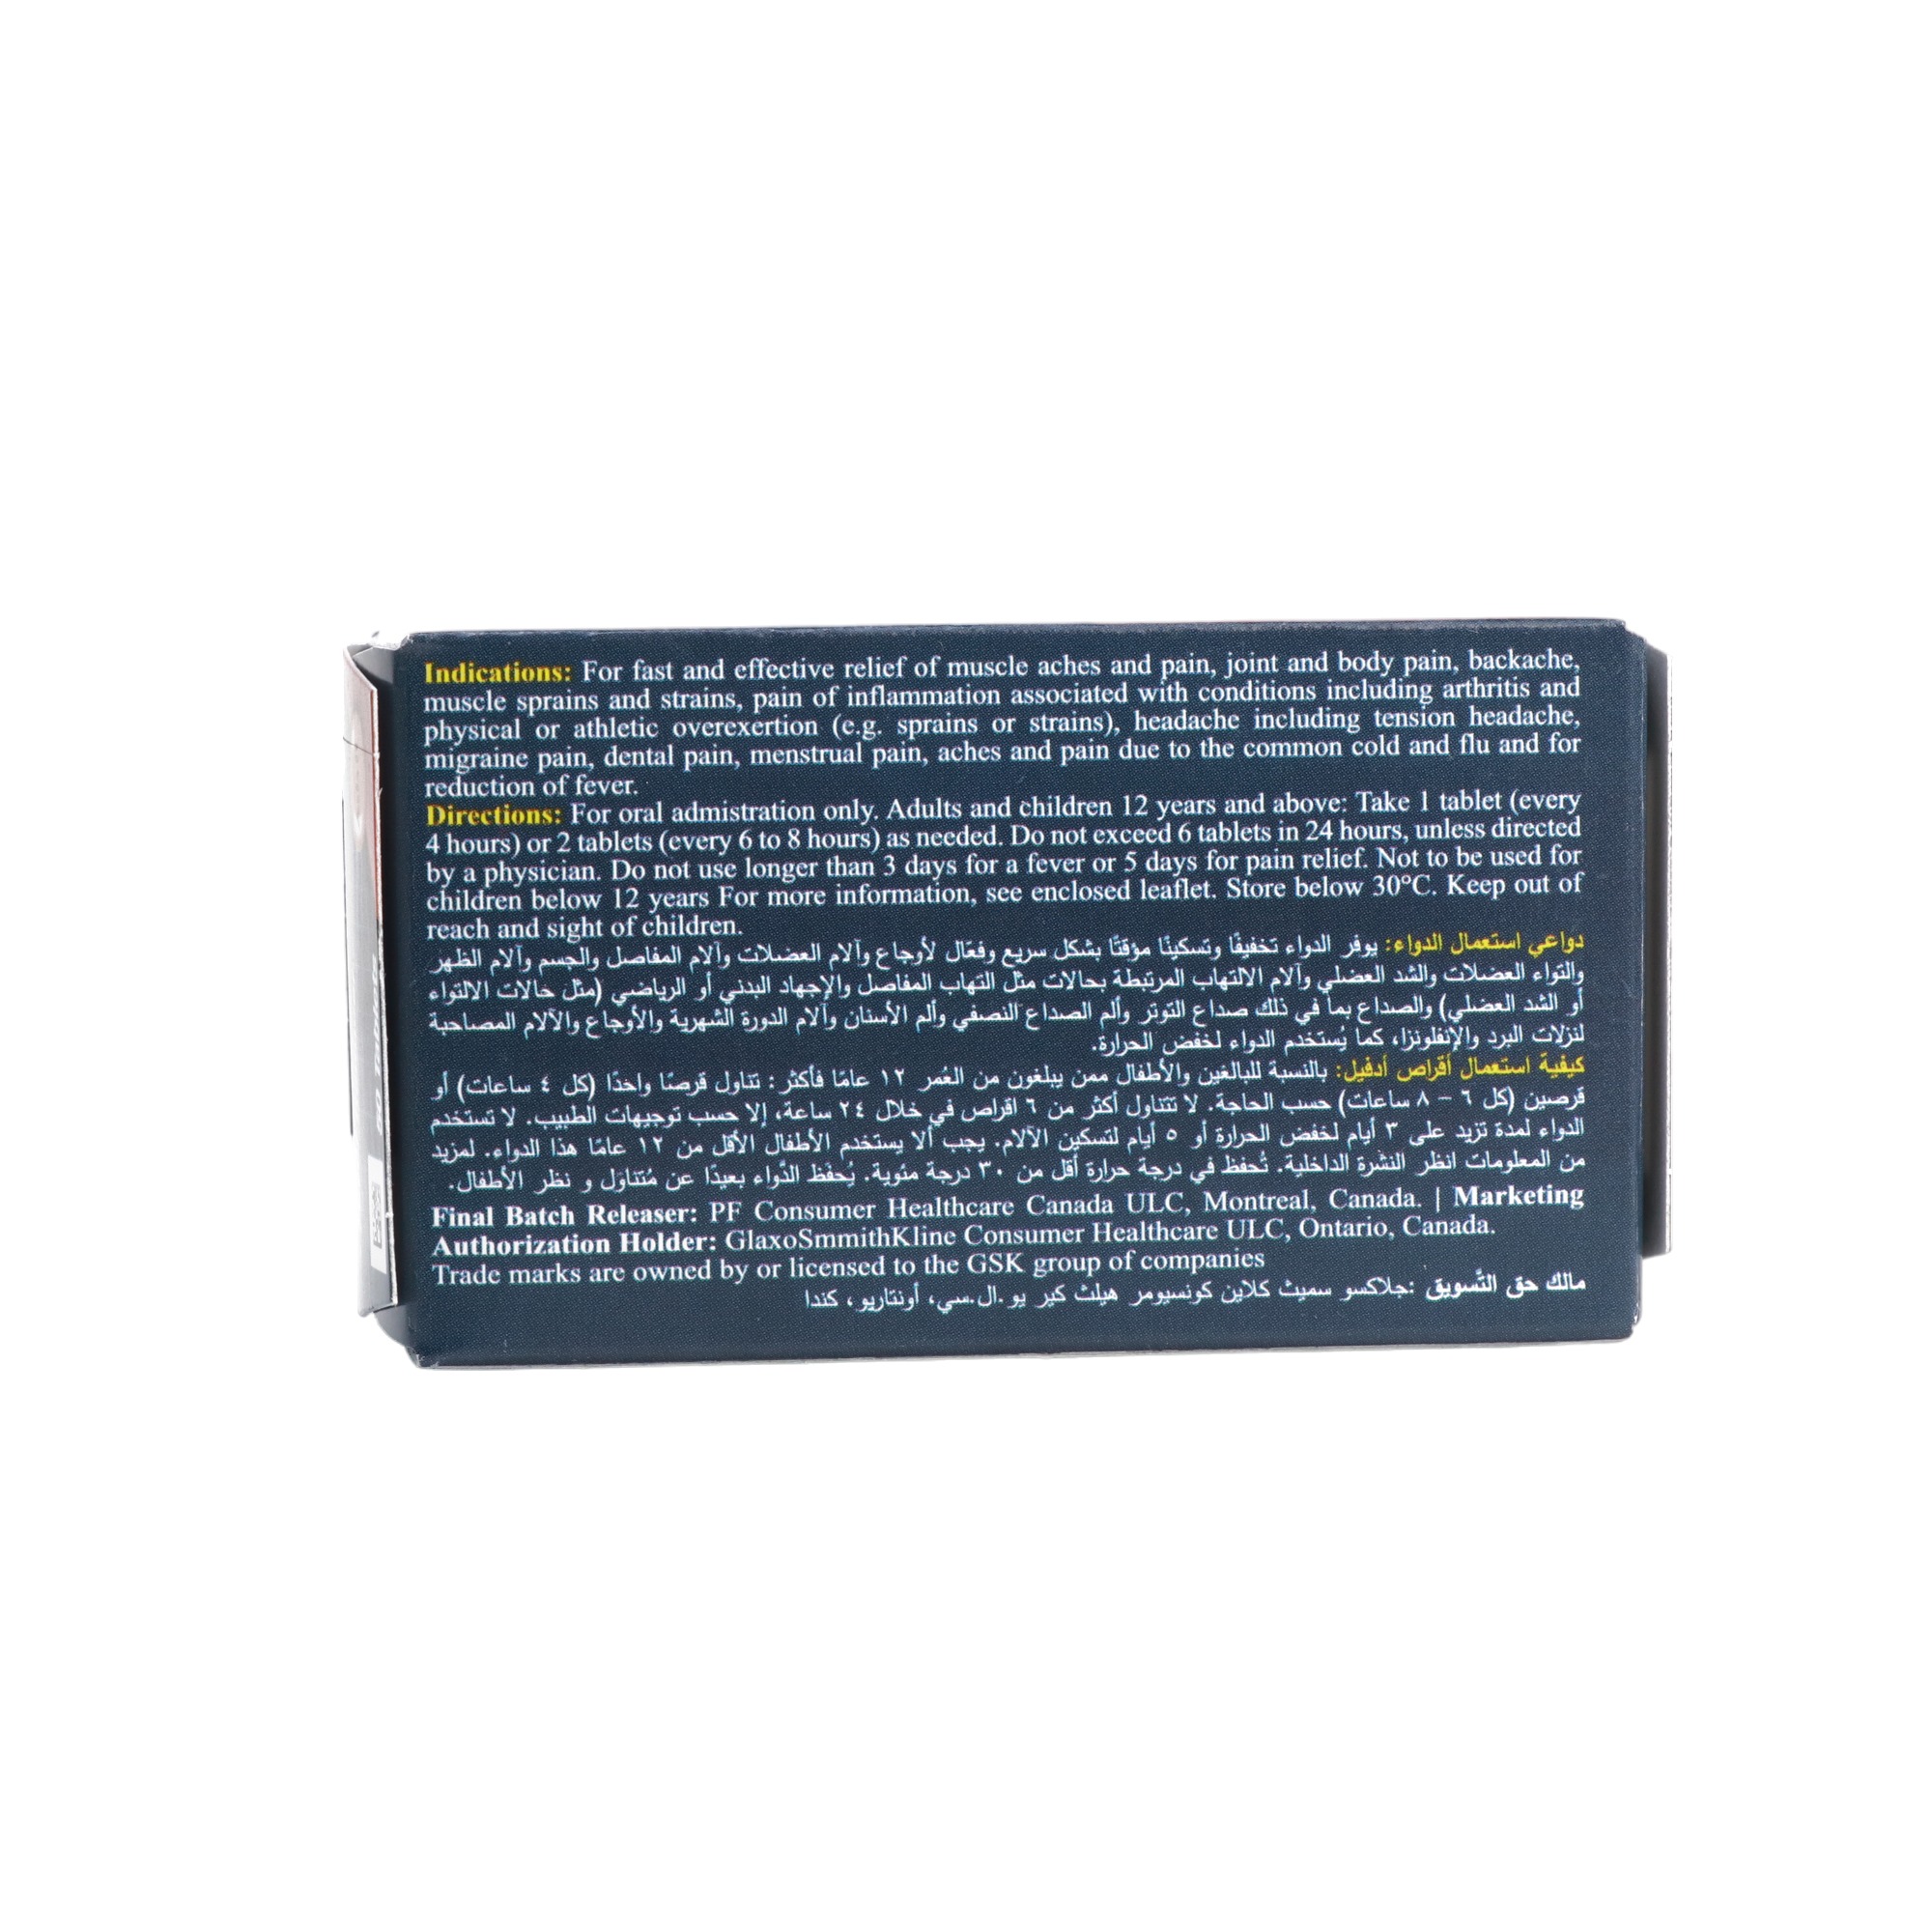 Indications: For fast and effective relief of muscle aches and pain, joint and body pain, backache,
muscle sprains and strains, pain of inflammation associated with conditions including arthritis and
physical or athletic overexertion (e.g. sprains or strains), headache including tension headache,
migraine pain, dental pain, menstrual pain, aches and pain due to the common cold and flu and for
reduction of fever.
Directions: For oral admistration only. Adults and children 12 years and above: Take 1 tablet (every
4 hours) or 2 tablets (every 6 to 8 hours) as needed. Do not exceed 6 tablets in 24 hours, unless directed
by a physician. Do not use longer than 3 days for a fever or 5 days for pain relief. Not to be used for
children below 12 years For more information, see enclosed leaflet. Store below 30°C. Keep out of
reach and sight of children.
دواعي استعمال الدواء: يوفر الدواء تخفيفًا وتسكينًا مؤقتًا بشكل سريع وفعّال لأوجاع وآلام العضلات وآلام المفاصل والجسم وآلام الظهر
والتواء العضلات والشد العضلي وآلام الالتهاب المرتبطة بحالات مثل التهاب المفاصل والإجهاد البدني أو الرياضي (مثل حالات الالتواء
أو الشد العضلي) والصداع بما في ذلك صداع التوتر وألم الصداع النصفي وألم الأسنان وآلام الدورة الشهرية والأوجاع والآلام المصاحبة
لنزلات البرد والإنفلونزا، كما يُستخدم الدواء لخفض الحرارة.
كيفية استعمال أقراص أدفيل: بالنسبة للبالغين والأطفال ممن يبلغون من العُمر ١٢ عامًا فأكثر: تناول قرصًا واحدًا (كل ٤ ساعات) أو
قرصين (كل ٦ – ٨ ساعات) حسب الحاجة. لا تتناول أكثر من ٦ اقراص في خلال ٢٤ ساعة، إلا حسب توجيهات الطبيب. لا تستخدم
الدواء لمدة تزيد على ٣ أيام لخفض الحرارة أو ٥ أيام لتسكين الآلام. يجب ألا يستخدم الأطفال الأقل من ١٢ عامًا هذا الدواء. لمزيد
من المعلومات انظر النشرة الداخلية. تُحفظ في درجة حرارة أقل من ٣٠ درجة مئوية. يُحفَظ الدَّواء بعيدًا عن مُتناوَل و نظر الأطفال.
Final Batch Releaser: PF Consumer Healthcare Canada ULC, Montreal, Canada. | Marketing
Authorization Holder: GlaxoSmmithKline Consumer Healthcare ULC, Ontario, Canada.
Trade marks are owned by or licensed to the GSK group of companies
مالك حق التَّسويق :جلاكسو سميث كلاين كونسيومر هيلث كير يو .ال.سي، أونتاريو، كندا